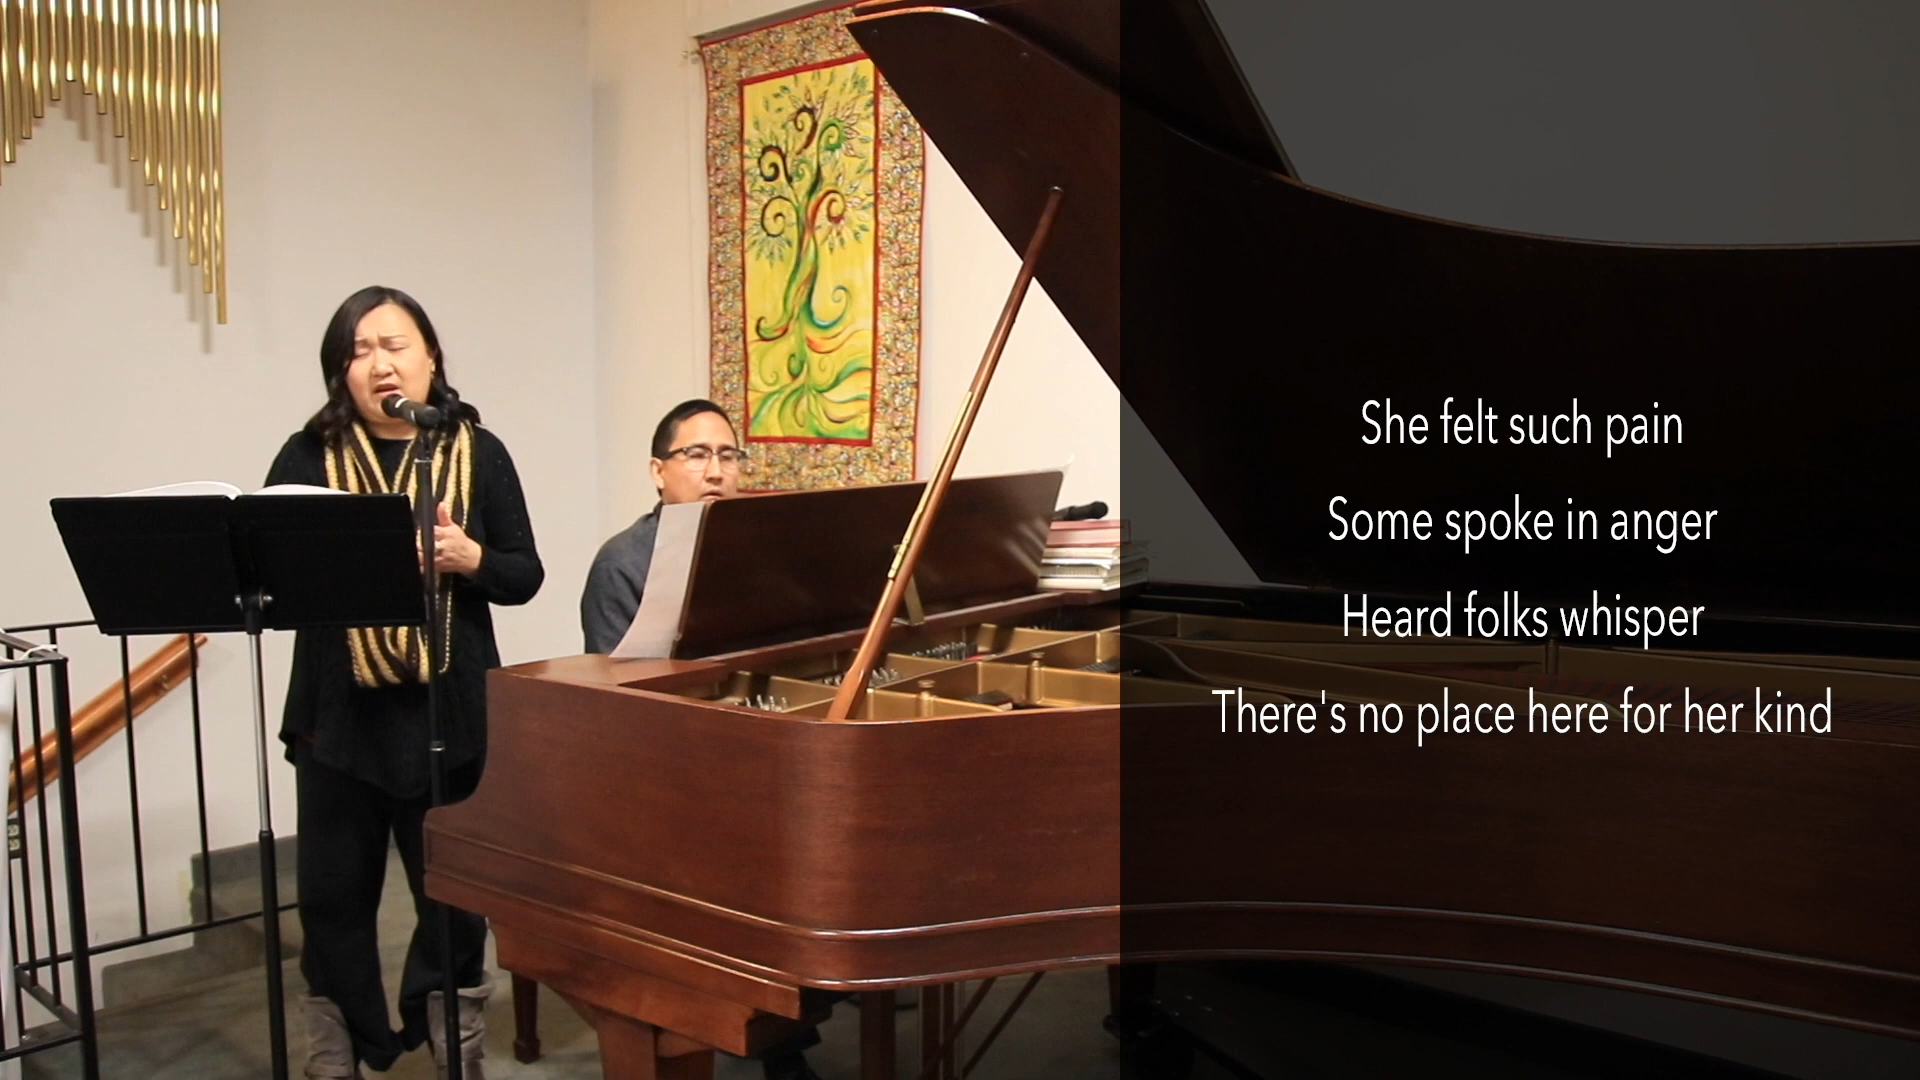 She felt such pain
Some spoke in anger
Heard folks whisper
There's no place here for her kind